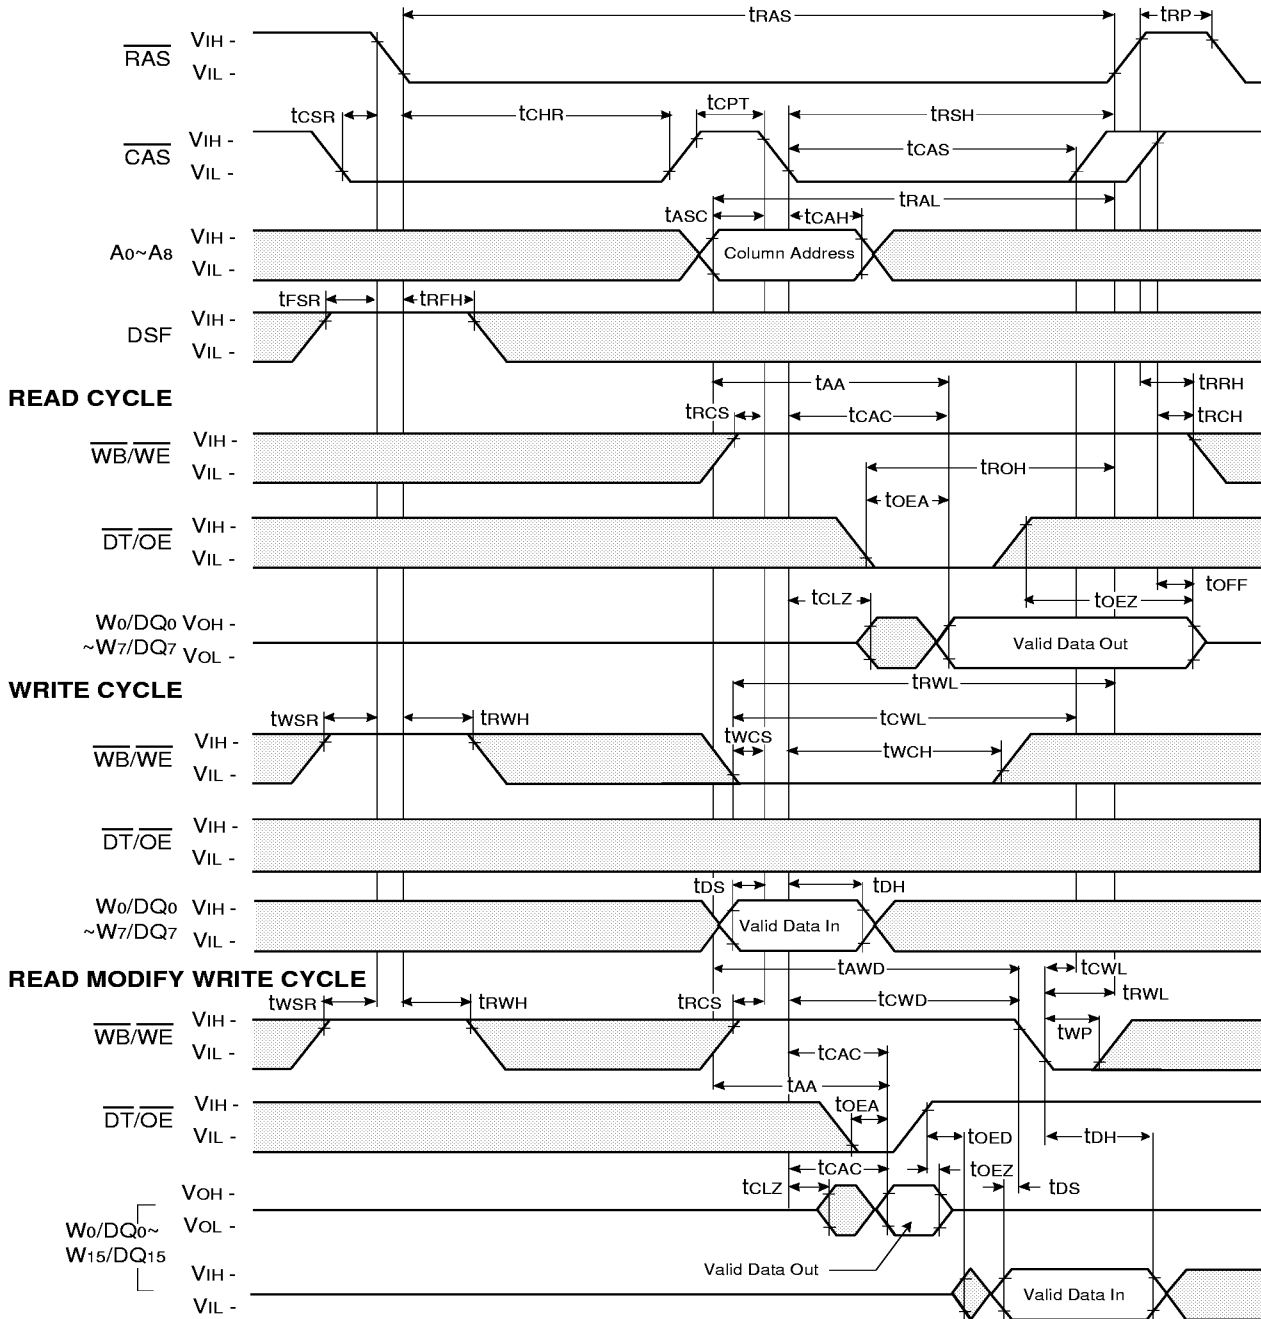 tRAS tRP
RAS VIH -
VIL -
tCSR tCHR tCPT tRSH
CAS VIH -
VIL -
tCAS
tRAL
tASC tCAH
A0~A8 VIH -
VIL -
Column Address
tFSR tRFH
DSF VIH -
VIL -
tAA tRRH
READ CYCLE
tRCS tCAC tRCH
WB/WE VIH -
VIL -
tROH
tOEA
DT/OE VIH -
VIL -
tCLZ tOEZ tOFF
W0/DQ0 VOH -
~W7/DQ7 VOL -
Valid Data Out
tRWL
WRITE CYCLE
tWSR tRWH tCWL
tWCS tWCH
WB/WE VIH -
VIL -
DT/OE VIH -
VIL -
tDS tDH
W0/DQ0 VIH -
~W7/DQ7 VIL -
Valid Data In
tAWD tCWL
READ MODIFY WRITE CYCLE
tWSR tRWH tRCS tCWD tRWL
WB/WE VIH -
VIL -
tWP
tCAC
tAA
DT/OE VIH -
VIL -
tOEA
tOED tDH
tCAC tOEZ
tCLZ tDS
VOH -
VOL -
W0/DQ0~
W15/DQ15
Valid Data Out
VIH -
VIL -
Valid Data In